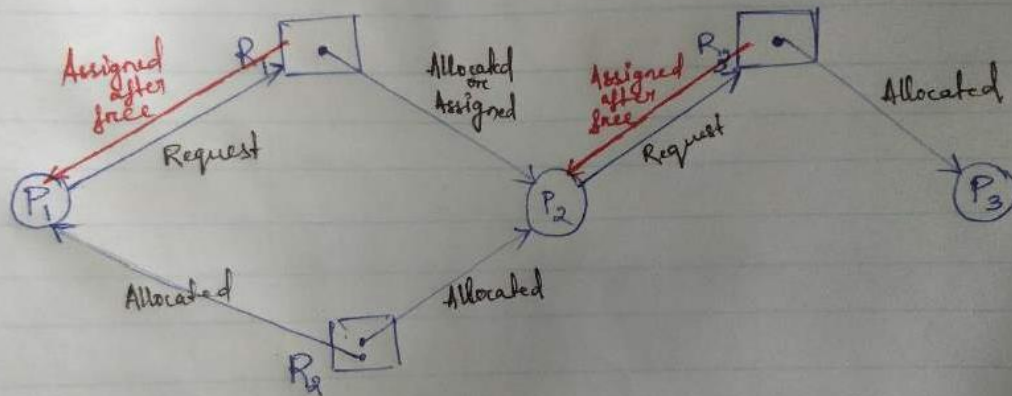 R1
R3
Assigned
after
free
Allocated
or
Assigned
Assigned
after
free
Allocated
Request
Request
P1
P2
P3
Allocated
Allocated
R2